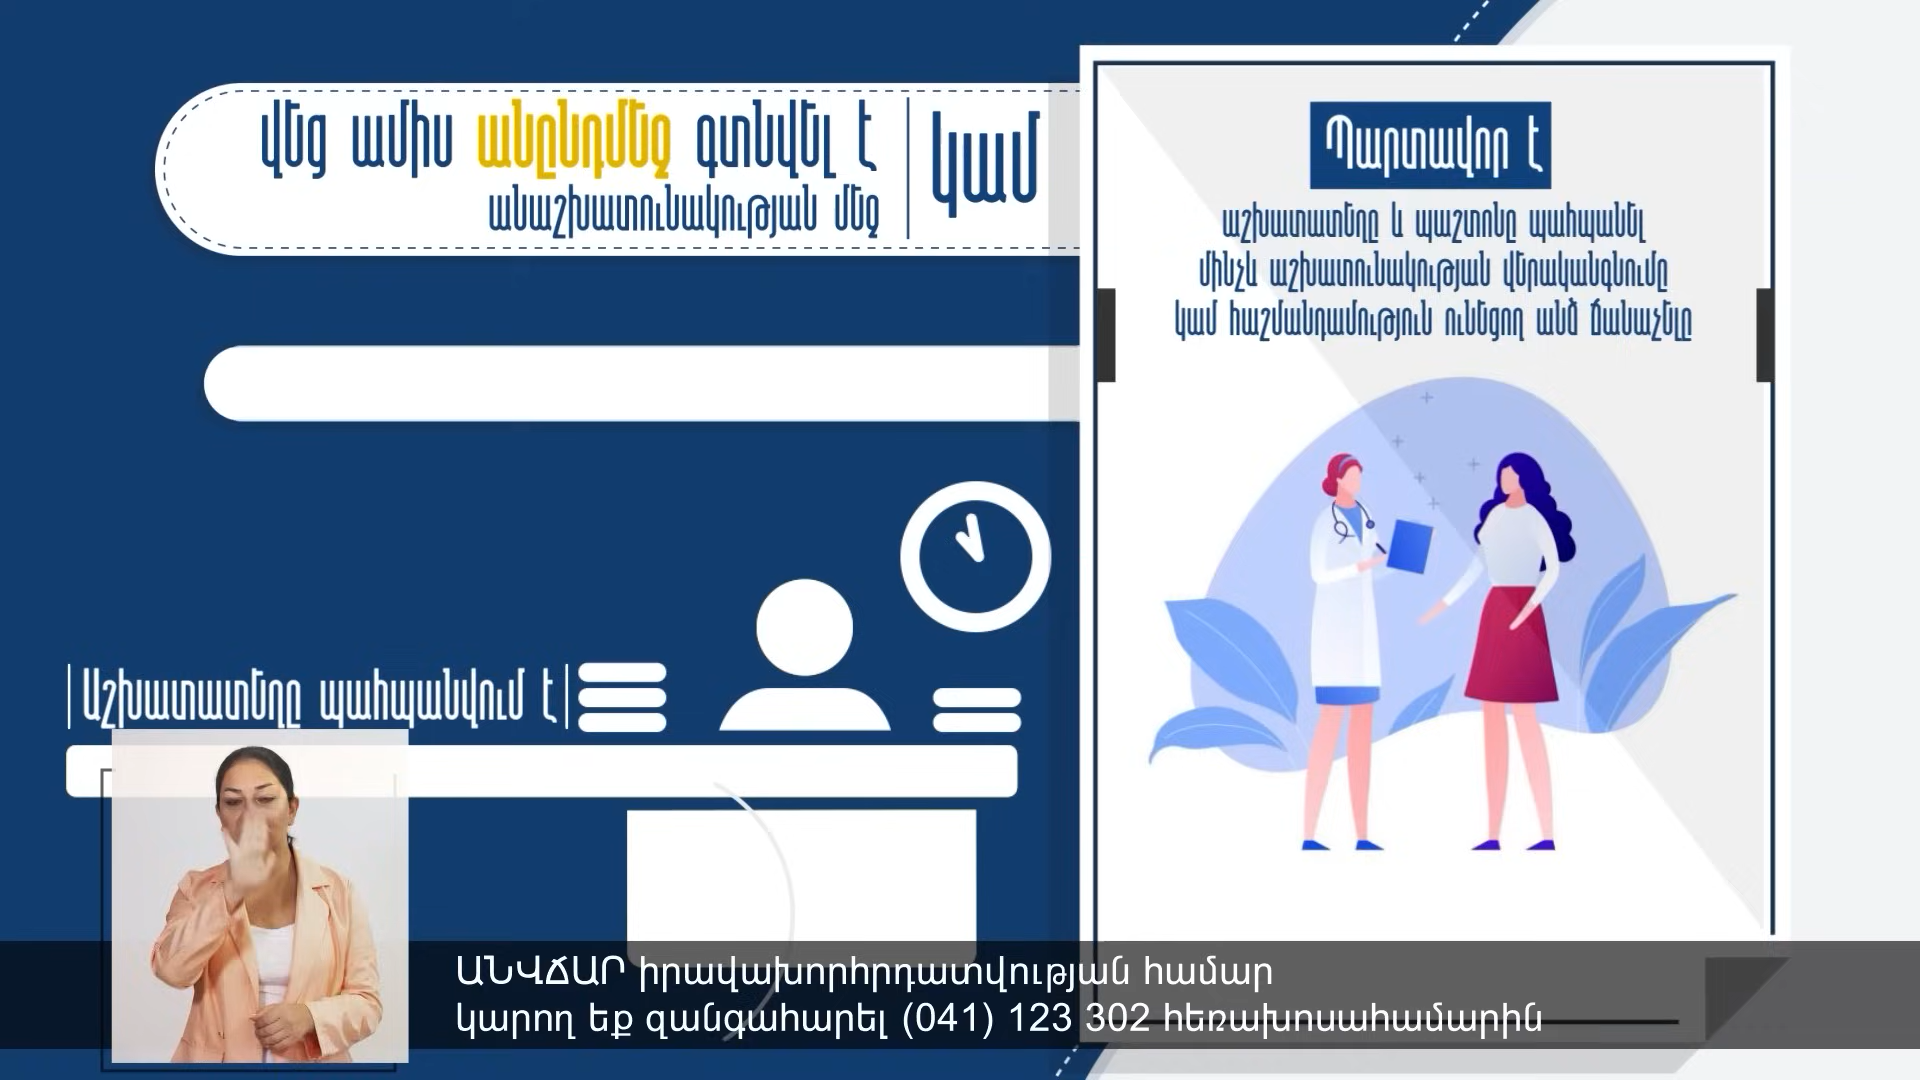 վեց ամիս անընդմեջ գտնվել է
անաշխատունակության մեջ
կամ
Պարտավոր է
աշխատատեղը և պաշտոնը պահպանել
մինչև աշխատունակության վերականգնումը
կամ հաշմանդամություն ունեցող անձ ճանաչելը
Աշխատատեղը պահպանվում է
ԱՆՎՃԱՐ իրավախորհրդատվության համար
կարող եք զանգահարել (041) 123 302 հեռախոսահամարին